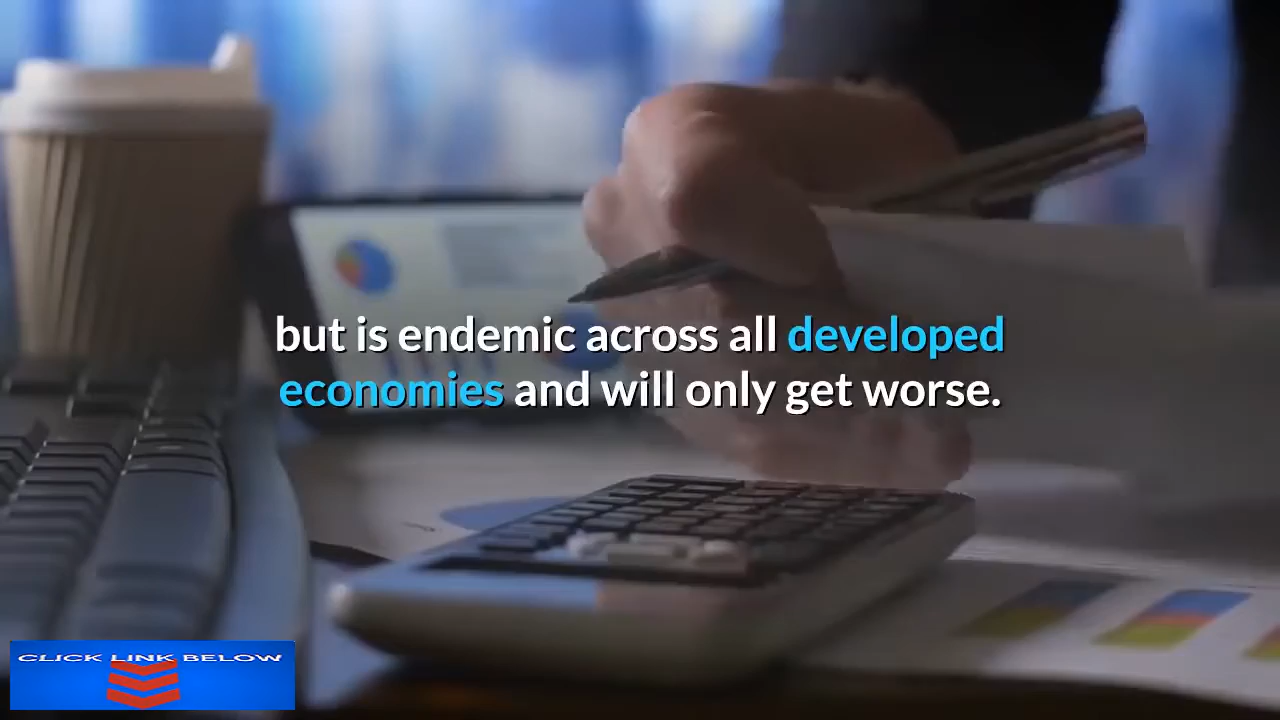 but is endemic across all developed
economies and will only get worse.
CLICK LINK BELOW